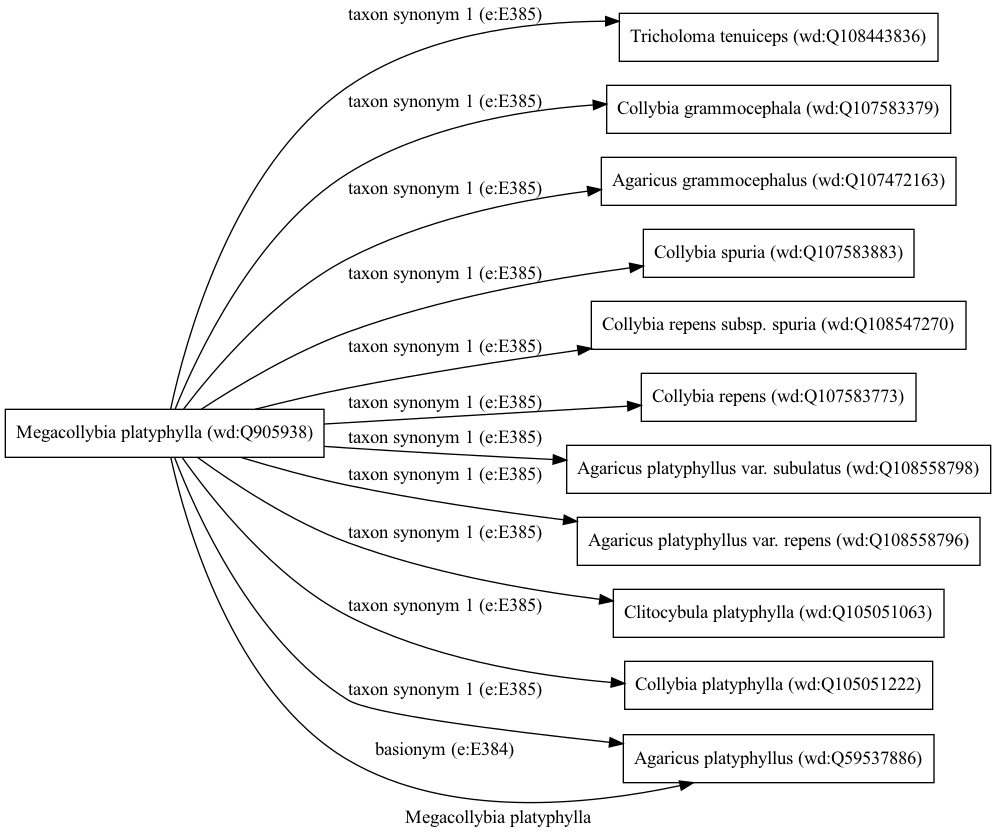 taxon synonym 1 (e:E385)
Tricholoma tenuiceps (wd:Q108443836)
taxon synonym 1 (e:E385)
Collybia grammocephala (wd:Q107583379)
taxon synonym 1 (e:E385)
Agaricus grammocephalus (wd:Q107472163)
taxon synonym 1 (e:E385)
Collybia spuria (wd:Q107583883)
taxon synonym 1 (e:E385)
Collybia repens subsp. spuria (wd:Q108547270)
taxon synonym 1 (e:E385)
Collybia repens (wd:Q107583773)
Megacollybia platyphylla (wd:Q905938)
taxon synonym 1 (e:E385)
Agaricus platyphyllus var. subulatus (wd:Q108558798)
taxon synonym 1 (e:E385)
Agaricus platyphyllus var. repens (wd:Q108558796)
taxon synonym 1 (e:E385)
Clitocybula platyphylla (wd:Q105051063)
taxon synonym 1 (e:E385)
Collybia platyphylla (wd:Q105051222)
taxon synonym 1 (e:E385)
Agaricus platyphyllus (wd:Q59537886)
basionym (e:E384)
Megacollybia platyphylla